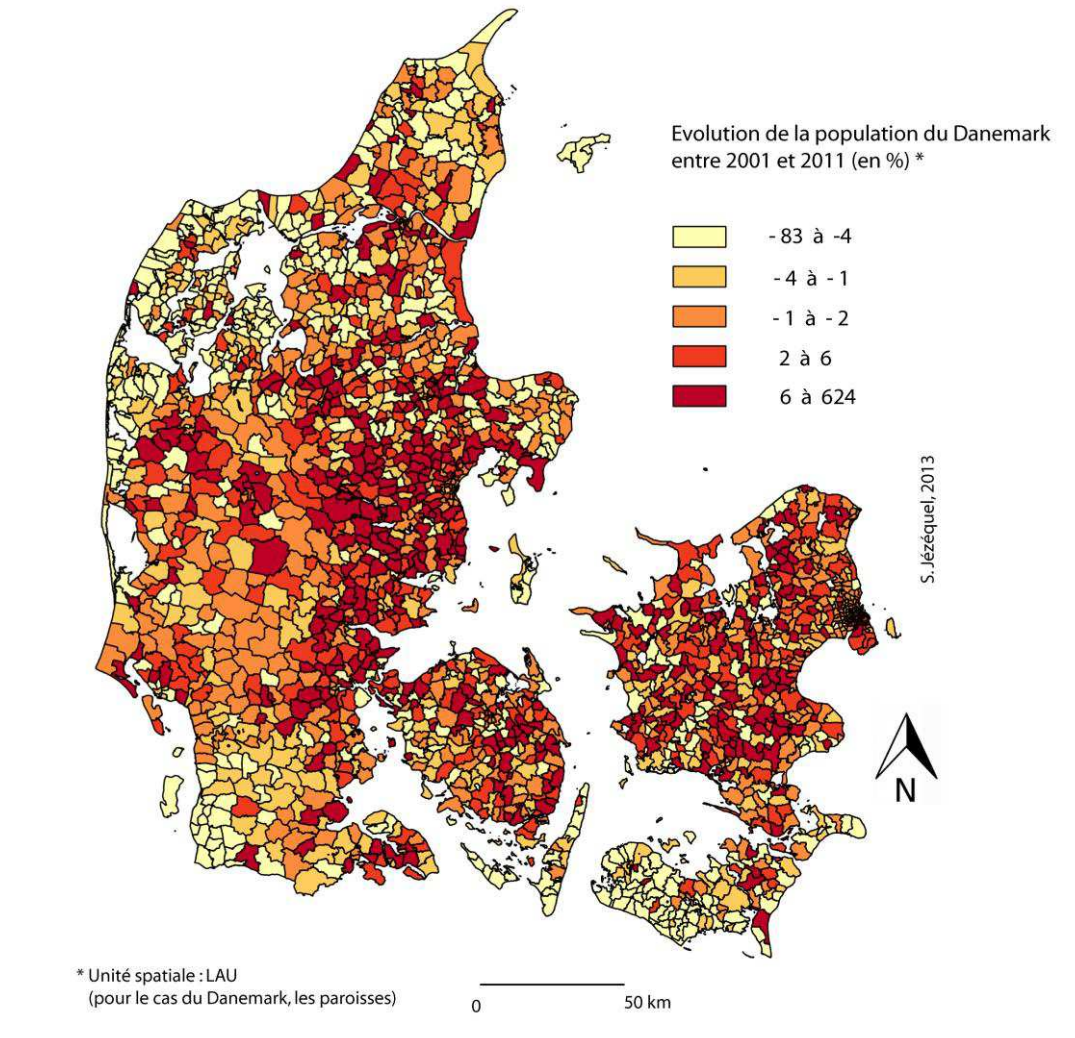 Evolution de la population du Danemark
entre 2001 et 2011 (en %) *
- 83 à -4
- 4 à -1
- 1 à - 2
2 à 6
6 à 624
S. Jézéquel, 2013
N
* Unité spatiale : LAU
(pour le cas du Danemark, les paroisses)
0
50 km